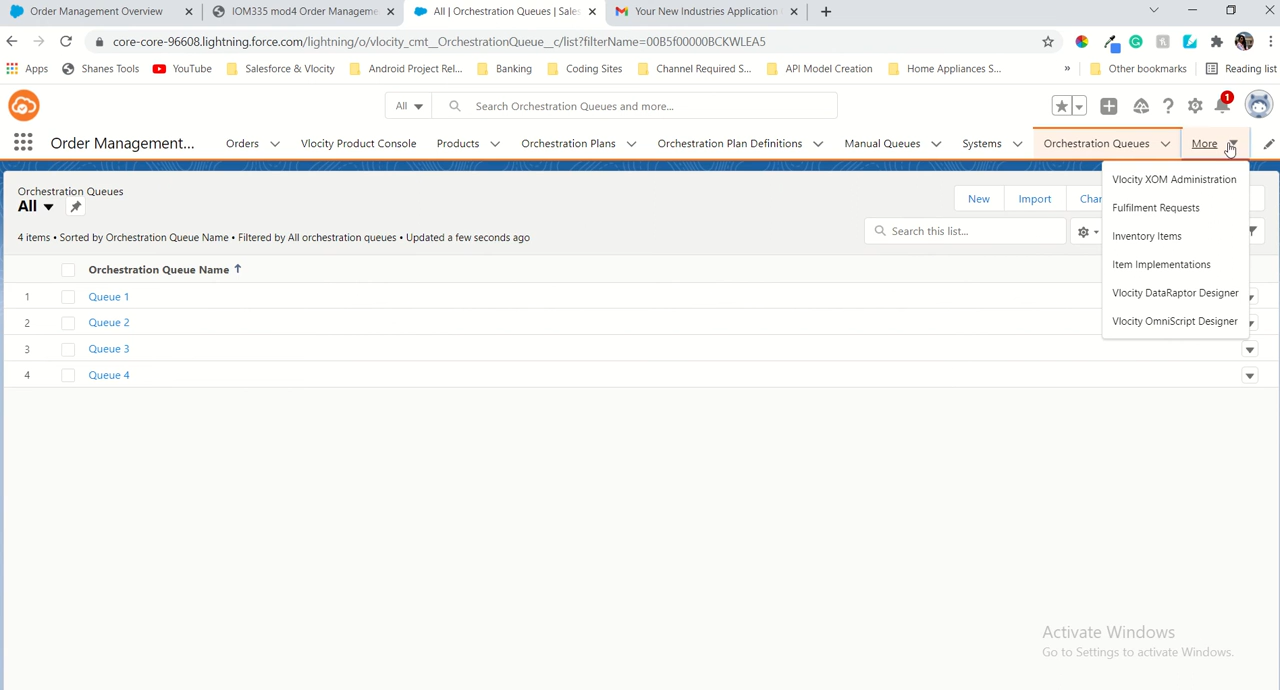 Order Management Overview
IOM335 mod4 Order Manageme
All | Orchestration Queues | Sale
Your New Industries Application
core-core-96608.lightning.force.com/lightning/o/vlocity_cmt__OrchestrationQueue__c/list?filterName=00B5f00000BCKWLEA5
Apps Shanes Tools YouTube Salesforce & Vlocity Android Project Rel... Banking Coding Sites Channel Required S... API Model Creation Home Appliances S... » Other bookmarks Reading list
All Search Orchestration Queues and more... 1
Order Management... Orders Vlocity Product Console Products Orchestration Plans Orchestration Plan Definitions Manual Queues Systems Orchestration Queues More
Vlocity XOM Administration
Fulfilment Requests
Inventory Items
Item Implementations
Vlocity DataRaptor Designer
Vlocity OmniScript Designer
Orchestration Queues
All
New Import Chan
4 items • Sorted by Orchestration Queue Name • Filtered by All orchestration queues • Updated a few seconds ago
Search this list...
Orchestration Queue Name ↑
1 Queue 1
2 Queue 2
3 Queue 3
4 Queue 4
Activate Windows
Go to Settings to activate Windows.